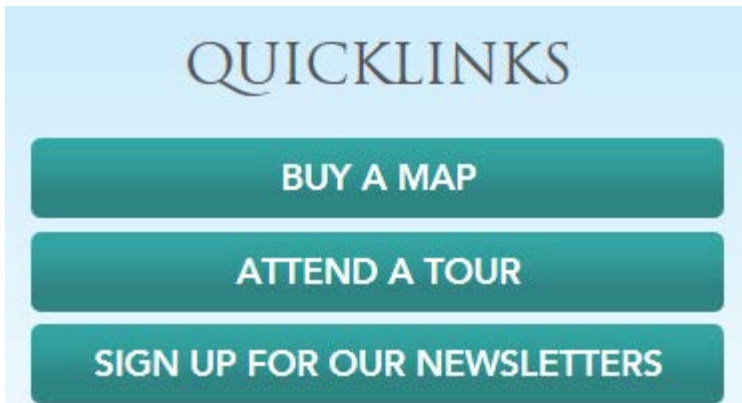 QUICKLINKS
BUY A MAP
ATTEND A TOUR
SIGN UP FOR OUR NEWSLETTERS